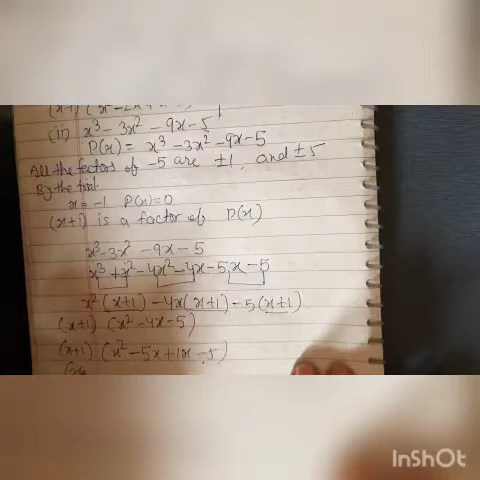 (ii) x³ - 3x² - 9x - 5
P(x) = x³ - 3x² - 9x - 5
All the factors of -5 are ±1, and ±5
By the trial
x = -1 P(x) = 0
(x+1) is a factor of P(x)
x³ - 3x² - 9x - 5
x³ + x² - 4x² - 4x - 5x - 5
x² (x+1) - 4x(x+1) - 5(x+1)
(x+1) (x² - 4x - 5)
(x+1) (x² - 5x + 1x - 5)
InShOt